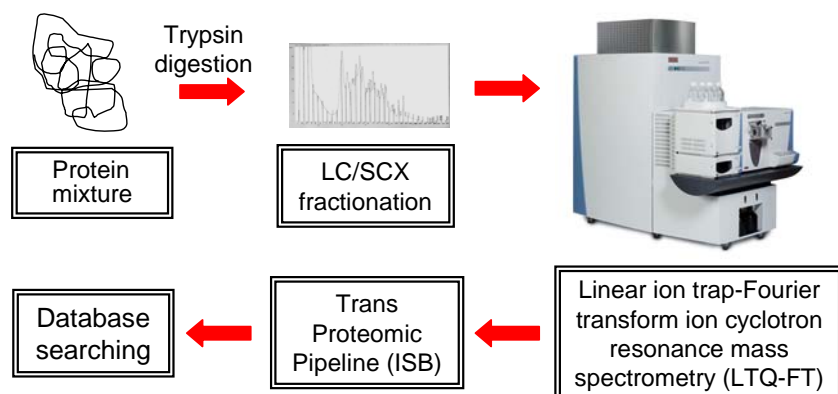 Trypsin
digestion
Protein
mixture
LC/SCX
fractionation
Linear ion trap-Fourier
transform ion cyclotron
resonance mass
spectrometry (LTQ-FT)
Trans
Proteomic
Pipeline (ISB)
Database
searching